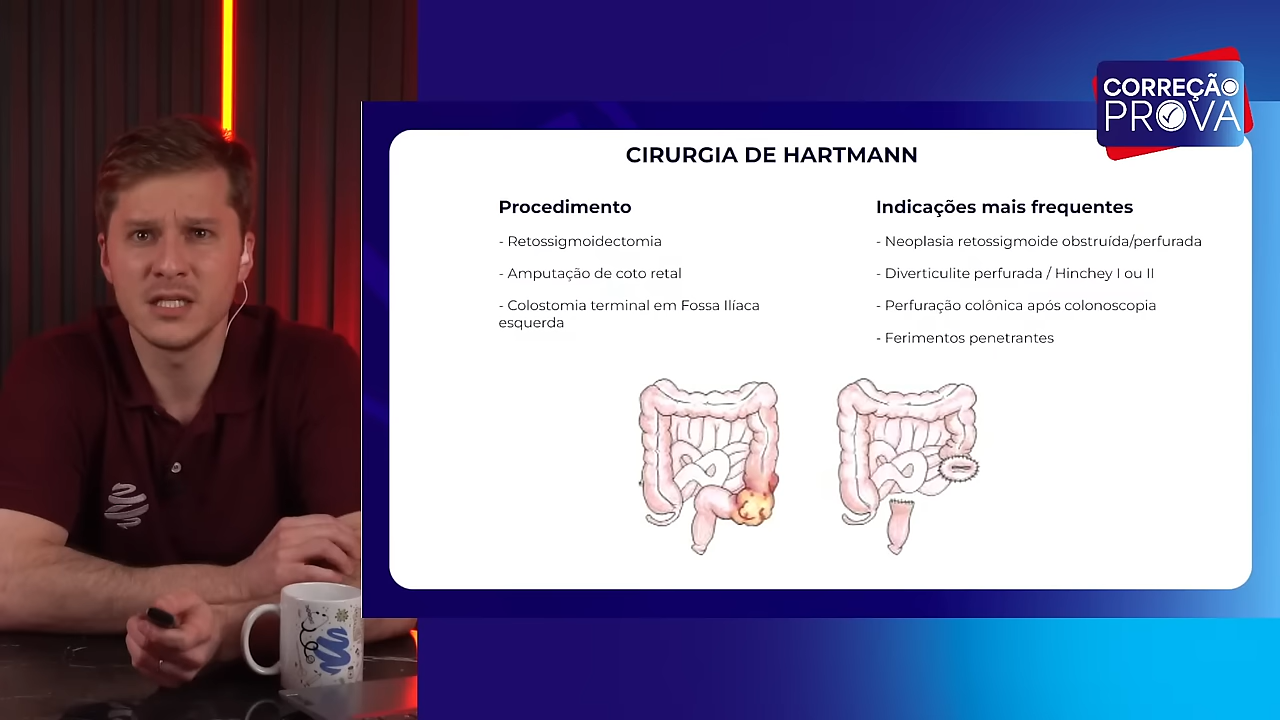 CORREÇÃO
PROVA
CIRURGIA DE HARTMANN
Procedimento
- Retossigmoidectomia
- Amputação de coto retal
- Colostomia terminal em Fossa Ilíaca
esquerda
Indicações mais frequentes
- Neoplasia retossigmoide obstruída/perfurada
- Diverticulite perfurada / Hinchey I ou II
- Perfuração colônica após colonoscopia
- Ferimentos penetrantes